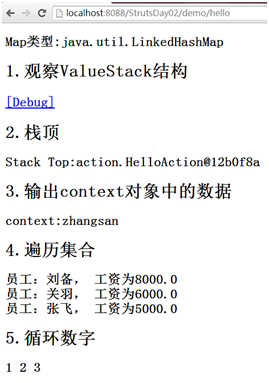 localhost:8088/StrutsDay02/demo/hello
Map类型:java.util.LinkedHashMap
1.观察ValueStack结构
[Debug]
2.栈顶
Stack Top:action.HelloAction@12b0f8a
3.输出context对象中的数据
context:zhangsan
4.遍历集合
员工：刘备， 工资为8000.0
员工：关羽， 工资为6000.0
员工：张飞， 工资为5000.0
5.循环数字
1 2 3